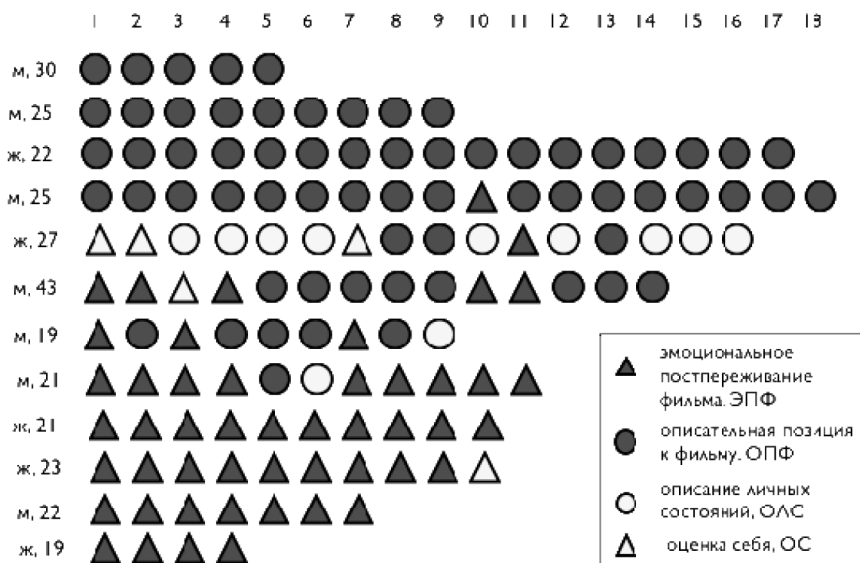 1 2 3 4 5 6 7 8 9 10 11 12 13 14 15 16 17 18
м, 30
м, 25
ж, 22
м, 25
ж, 27
м, 43
м, 19
м, 21
ж, 21
ж, 23
м, 22
ж, 19
эмоциональное
постпереживание
фильма. ЭПФ
описательная позиция
к фильму. ОПФ
описание личных
состояний, ОЛС
оценка себя, ОС